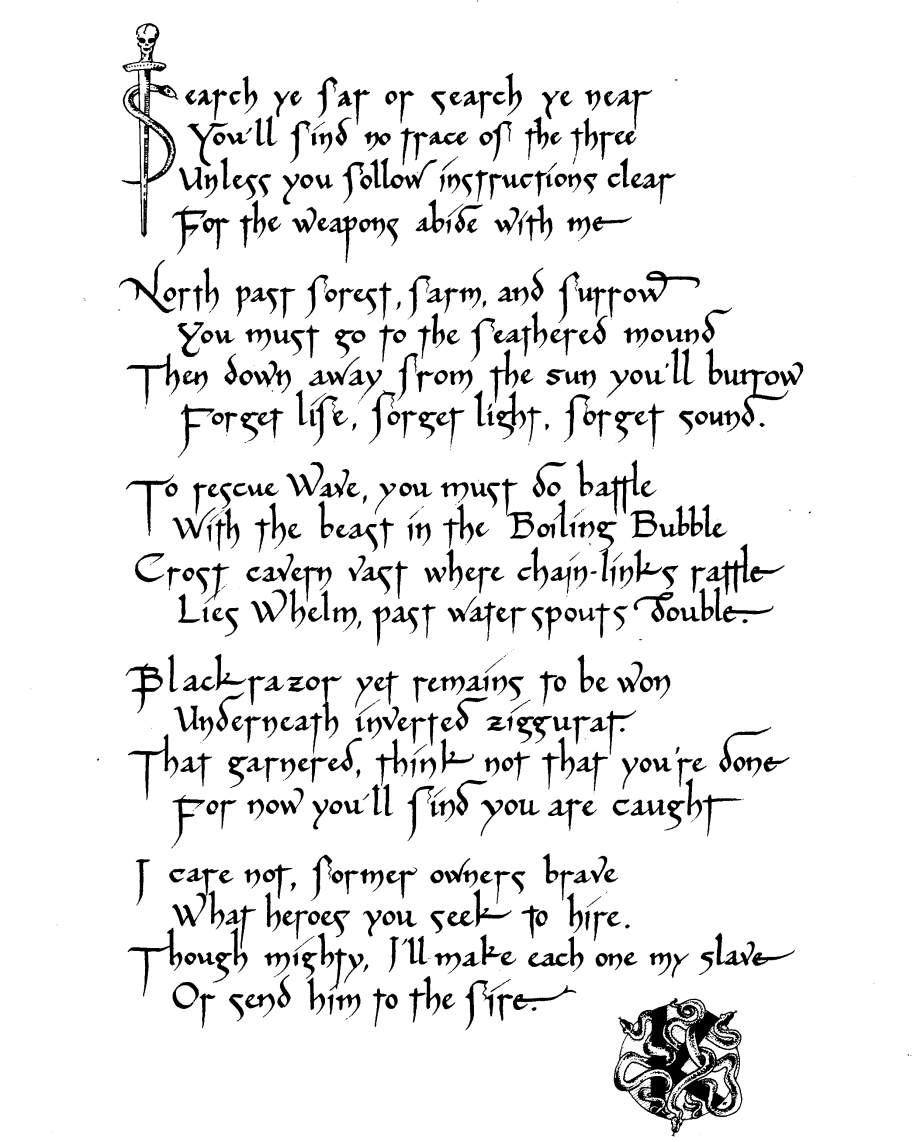 Search ye far or search ye near
You'll find no trace of the three
Unless you follow instructions clear
For the weapons abide with me
North past forest, farm, and furrow
You must go to the feathered mound
Then down away from the sun you'll burrow
Forget life, forget light, forget sound.
To rescue Wave, you must do battle
With the beast in the Boiling Bubble
Crost cavern vast where chain-links rattle
Lies Whelm, past water spouts double.
Blackrazor yet remains to be won
Underneath inverted ziggurat.
That garnered, think not that you're done
For now you'll find you are caught
I care not, former owners brave
What heroes you seek to hire.
Though mighty, I'll make each one my slave
Or send him to the fire.
K